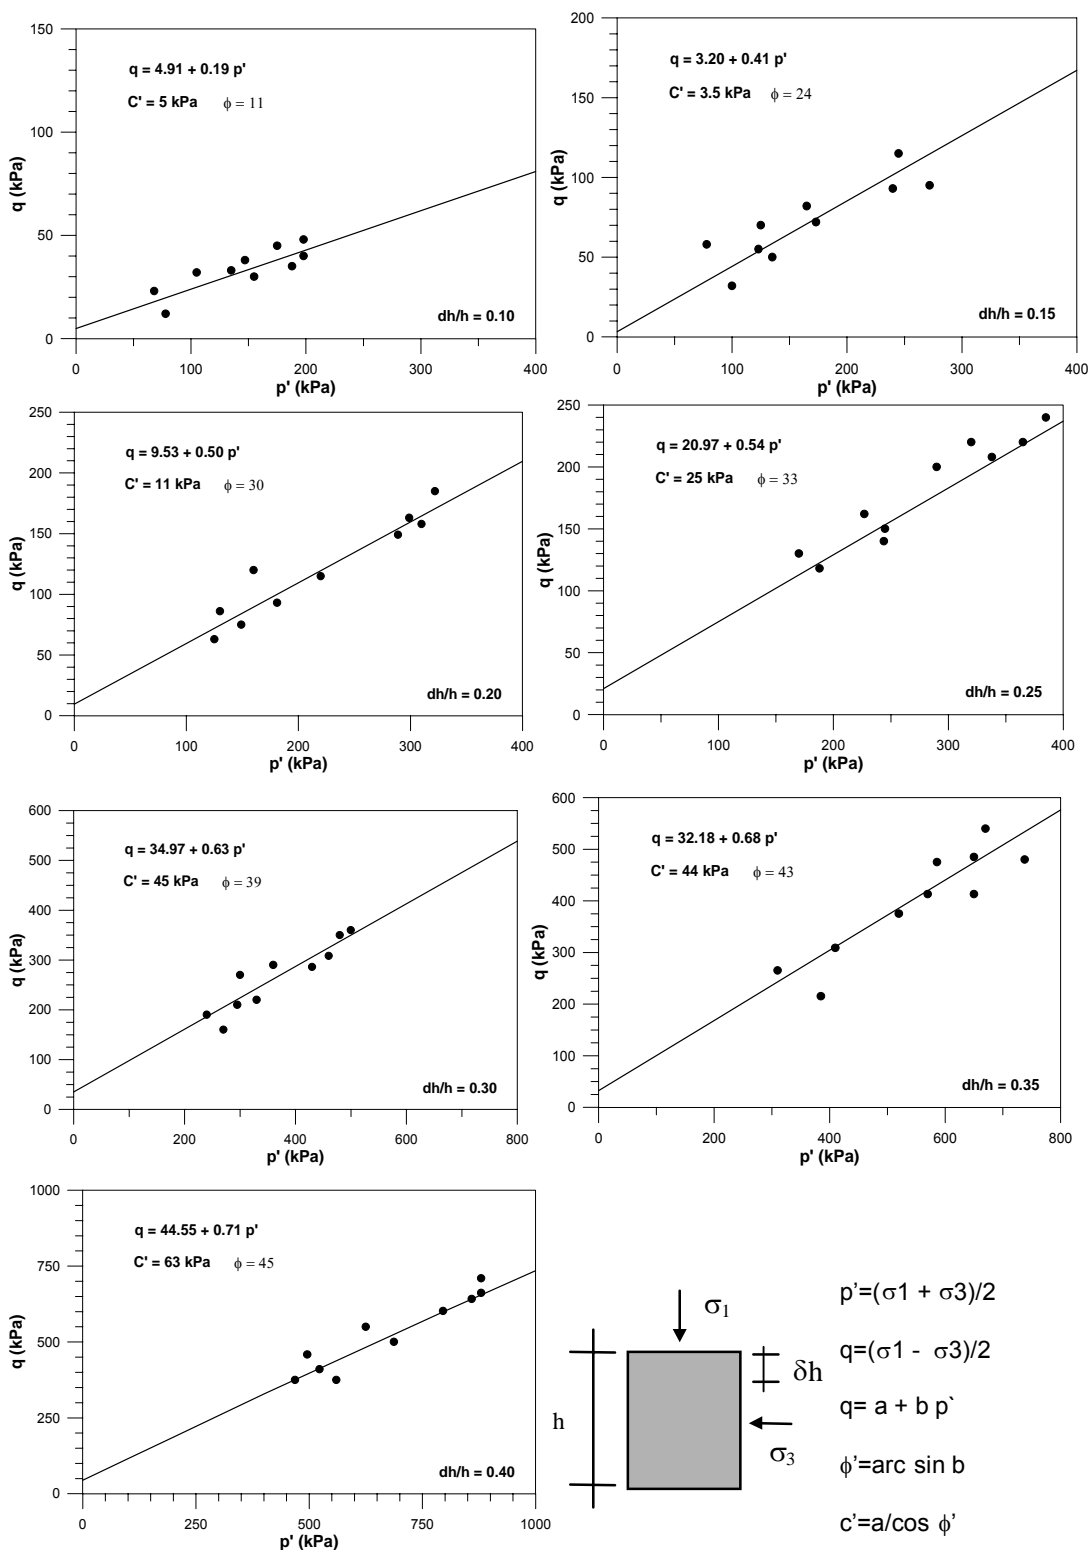 150
100
50
0
q (kPa)
q = 4.91 + 0.19 p'
C' = 5 kPa ϕ = 11
dh/h = 0.10
0 100 200 300 400
p' (kPa)
200
150
100
50
0
q (kPa)
q = 3.20 + 0.41 p'
C' = 3.5 kPa ϕ = 24
dh/h = 0.15
0 100 200 300 400
p' (kPa)
250
200
150
100
50
0
q (kPa)
q = 9.53 + 0.50 p'
C' = 11 kPa ϕ = 30
dh/h = 0.20
0 100 200 300 400
p' (kPa)
250
200
150
100
50
0
q (kPa)
q = 20.97 + 0.54 p'
C' = 25 kPa ϕ = 33
dh/h = 0.25
0 100 200 300 400
p' (kPa)
600
500
400
300
200
100
0
q (kPa)
q = 34.97 + 0.63 p'
C' = 45 kPa ϕ = 39
dh/h = 0.30
0 200 400 600 800
p' (kPa)
600
500
400
300
200
100
0
q (kPa)
q = 32.18 + 0.68 p'
C' = 44 kPa ϕ = 43
dh/h = 0.35
0 200 400 600 800
p' (kPa)
1000
750
500
250
0
q (kPa)
q = 44.55 + 0.71 p'
C' = 63 kPa ϕ = 45
dh/h = 0.40
0 250 500 750 1000
p' (kPa)
σ1
δh
h
σ3
p'=(σ1 + σ3)/2
q=(σ1 - σ3)/2
q= a + b p`
ϕ'=arc sin b
c'=a/cos ϕ'